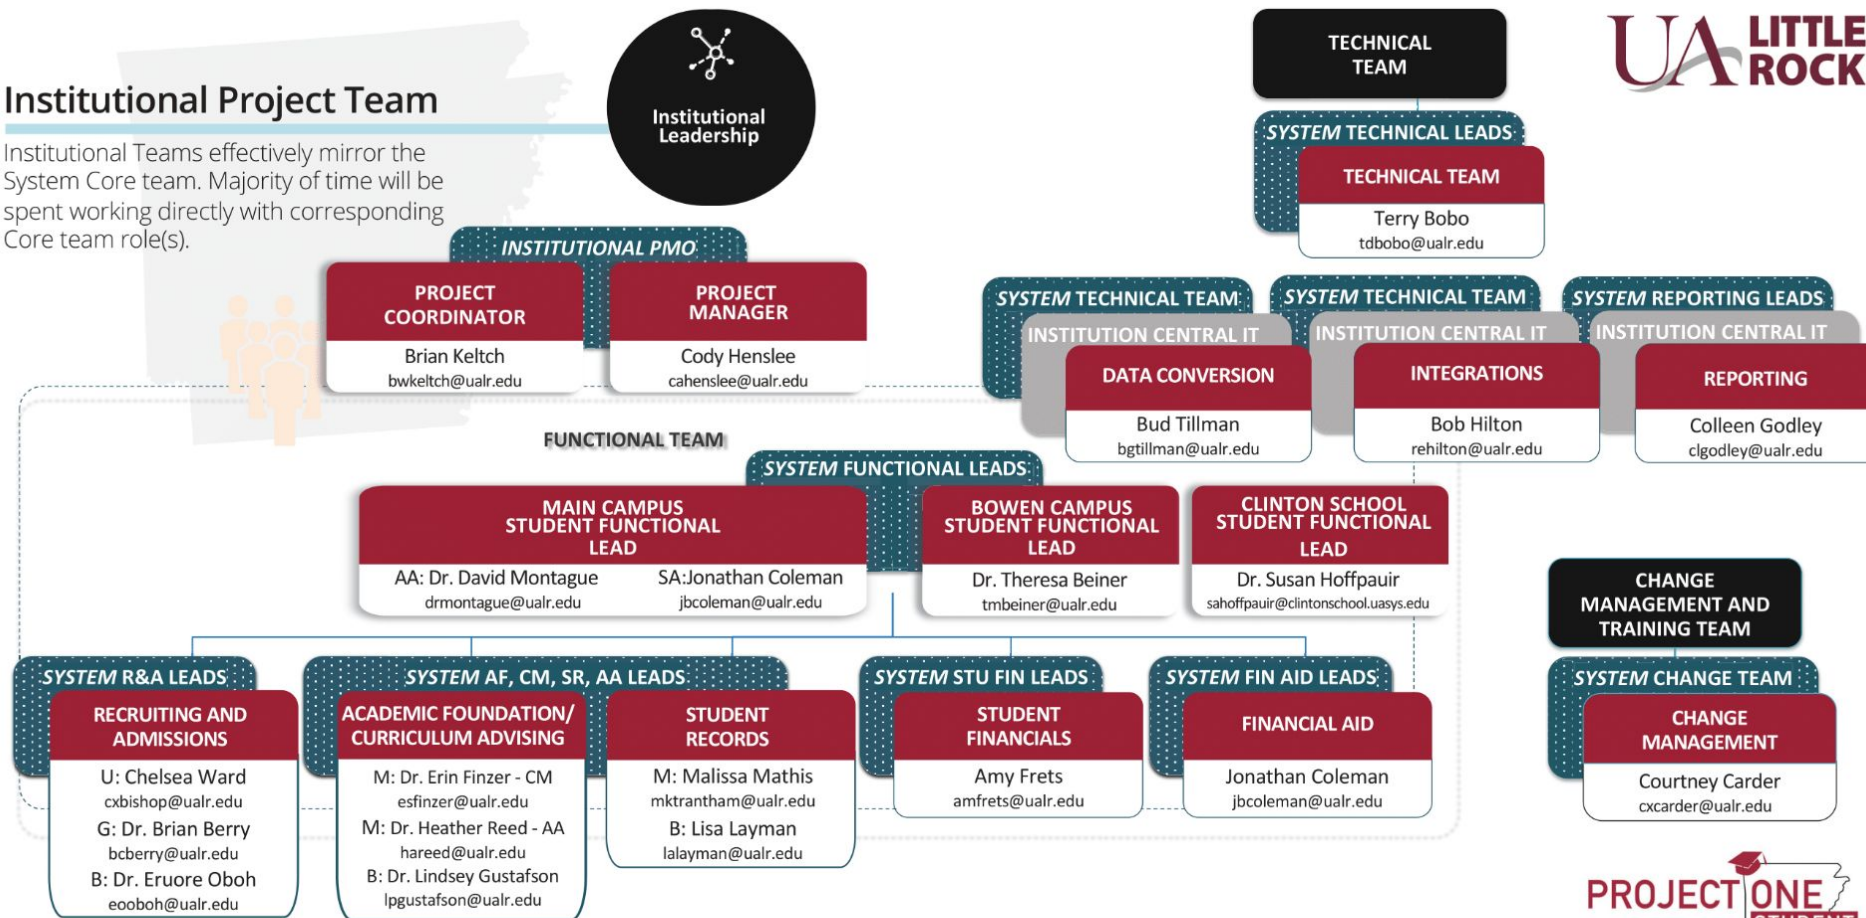 Institutional Project Team
Institutional Teams effectively mirror the
System Core team. Majority of time will be
spent working directly with corresponding
Core team role(s).
Institutional
Leadership
TECHNICAL
TEAM
UA LITTLE
ROCK
SYSTEM TECHNICAL LEADS
TECHNICAL TEAM
Terry Bobo
tdbobo@ualr.edu
INSTITUTIONAL PMO
PROJECT
COORDINATOR
Brian Keltch
bwkeltch@ualr.edu
PROJECT
MANAGER
Cody Henslee
cahenslee@ualr.edu
SYSTEM TECHNICAL TEAM
INSTITUTION CENTRAL IT
DATA CONVERSION
Bud Tillman
bgtillman@ualr.edu
SYSTEM TECHNICAL TEAM
INSTITUTION CENTRAL IT
INTEGRATIONS
Bob Hilton
rehilton@ualr.edu
SYSTEM REPORTING LEADS
INSTITUTION CENTRAL IT
REPORTING
Colleen Godley
clgodley@ualr.edu
FUNCTIONAL TEAM
SYSTEM FUNCTIONAL LEADS
MAIN CAMPUS
STUDENT FUNCTIONAL
LEAD
AA: Dr. David Montague
drmontague@ualr.edu
SA:Jonathan Coleman
jbcoleman@ualr.edu
BOWEN CAMPUS
STUDENT FUNCTIONAL
LEAD
Dr. Theresa Beiner
tmbeiner@ualr.edu
CLINTON SCHOOL
STUDENT FUNCTIONAL
LEAD
Dr. Susan Hoffpauir
sahoffpauir@clintonschool.uasys.edu
CHANGE
MANAGEMENT AND
TRAINING TEAM
SYSTEM CHANGE TEAM
CHANGE
MANAGEMENT
Courtney Carder
cxcarder@ualr.edu
SYSTEM R&A LEADS
RECRUITING AND
ADMISSIONS
U: Chelsea Ward
cxbishop@ualr.edu
G: Dr. Brian Berry
bcberry@ualr.edu
B: Dr. Eruore Oboh
eooboh@ualr.edu
SYSTEM AF, CM, SR, AA LEADS
ACADEMIC FOUNDATION/
CURRICULUM ADVISING
M: Dr. Erin Finzer - CM
esfinzer@ualr.edu
M: Dr. Heather Reed - AA
hareed@ualr.edu
B: Dr. Lindsey Gustafson
lpgustafson@ualr.edu
STUDENT
RECORDS
M: Malissa Mathis
mktrantham@ualr.edu
B: Lisa Layman
lalayman@ualr.edu
SYSTEM STU FIN LEADS
STUDENT
FINANCIALS
Amy Frets
amfrets@ualr.edu
SYSTEM FIN AID LEADS
FINANCIAL AID
Jonathan Coleman
jbcoleman@ualr.edu
PROJECT ONE
STUDENT